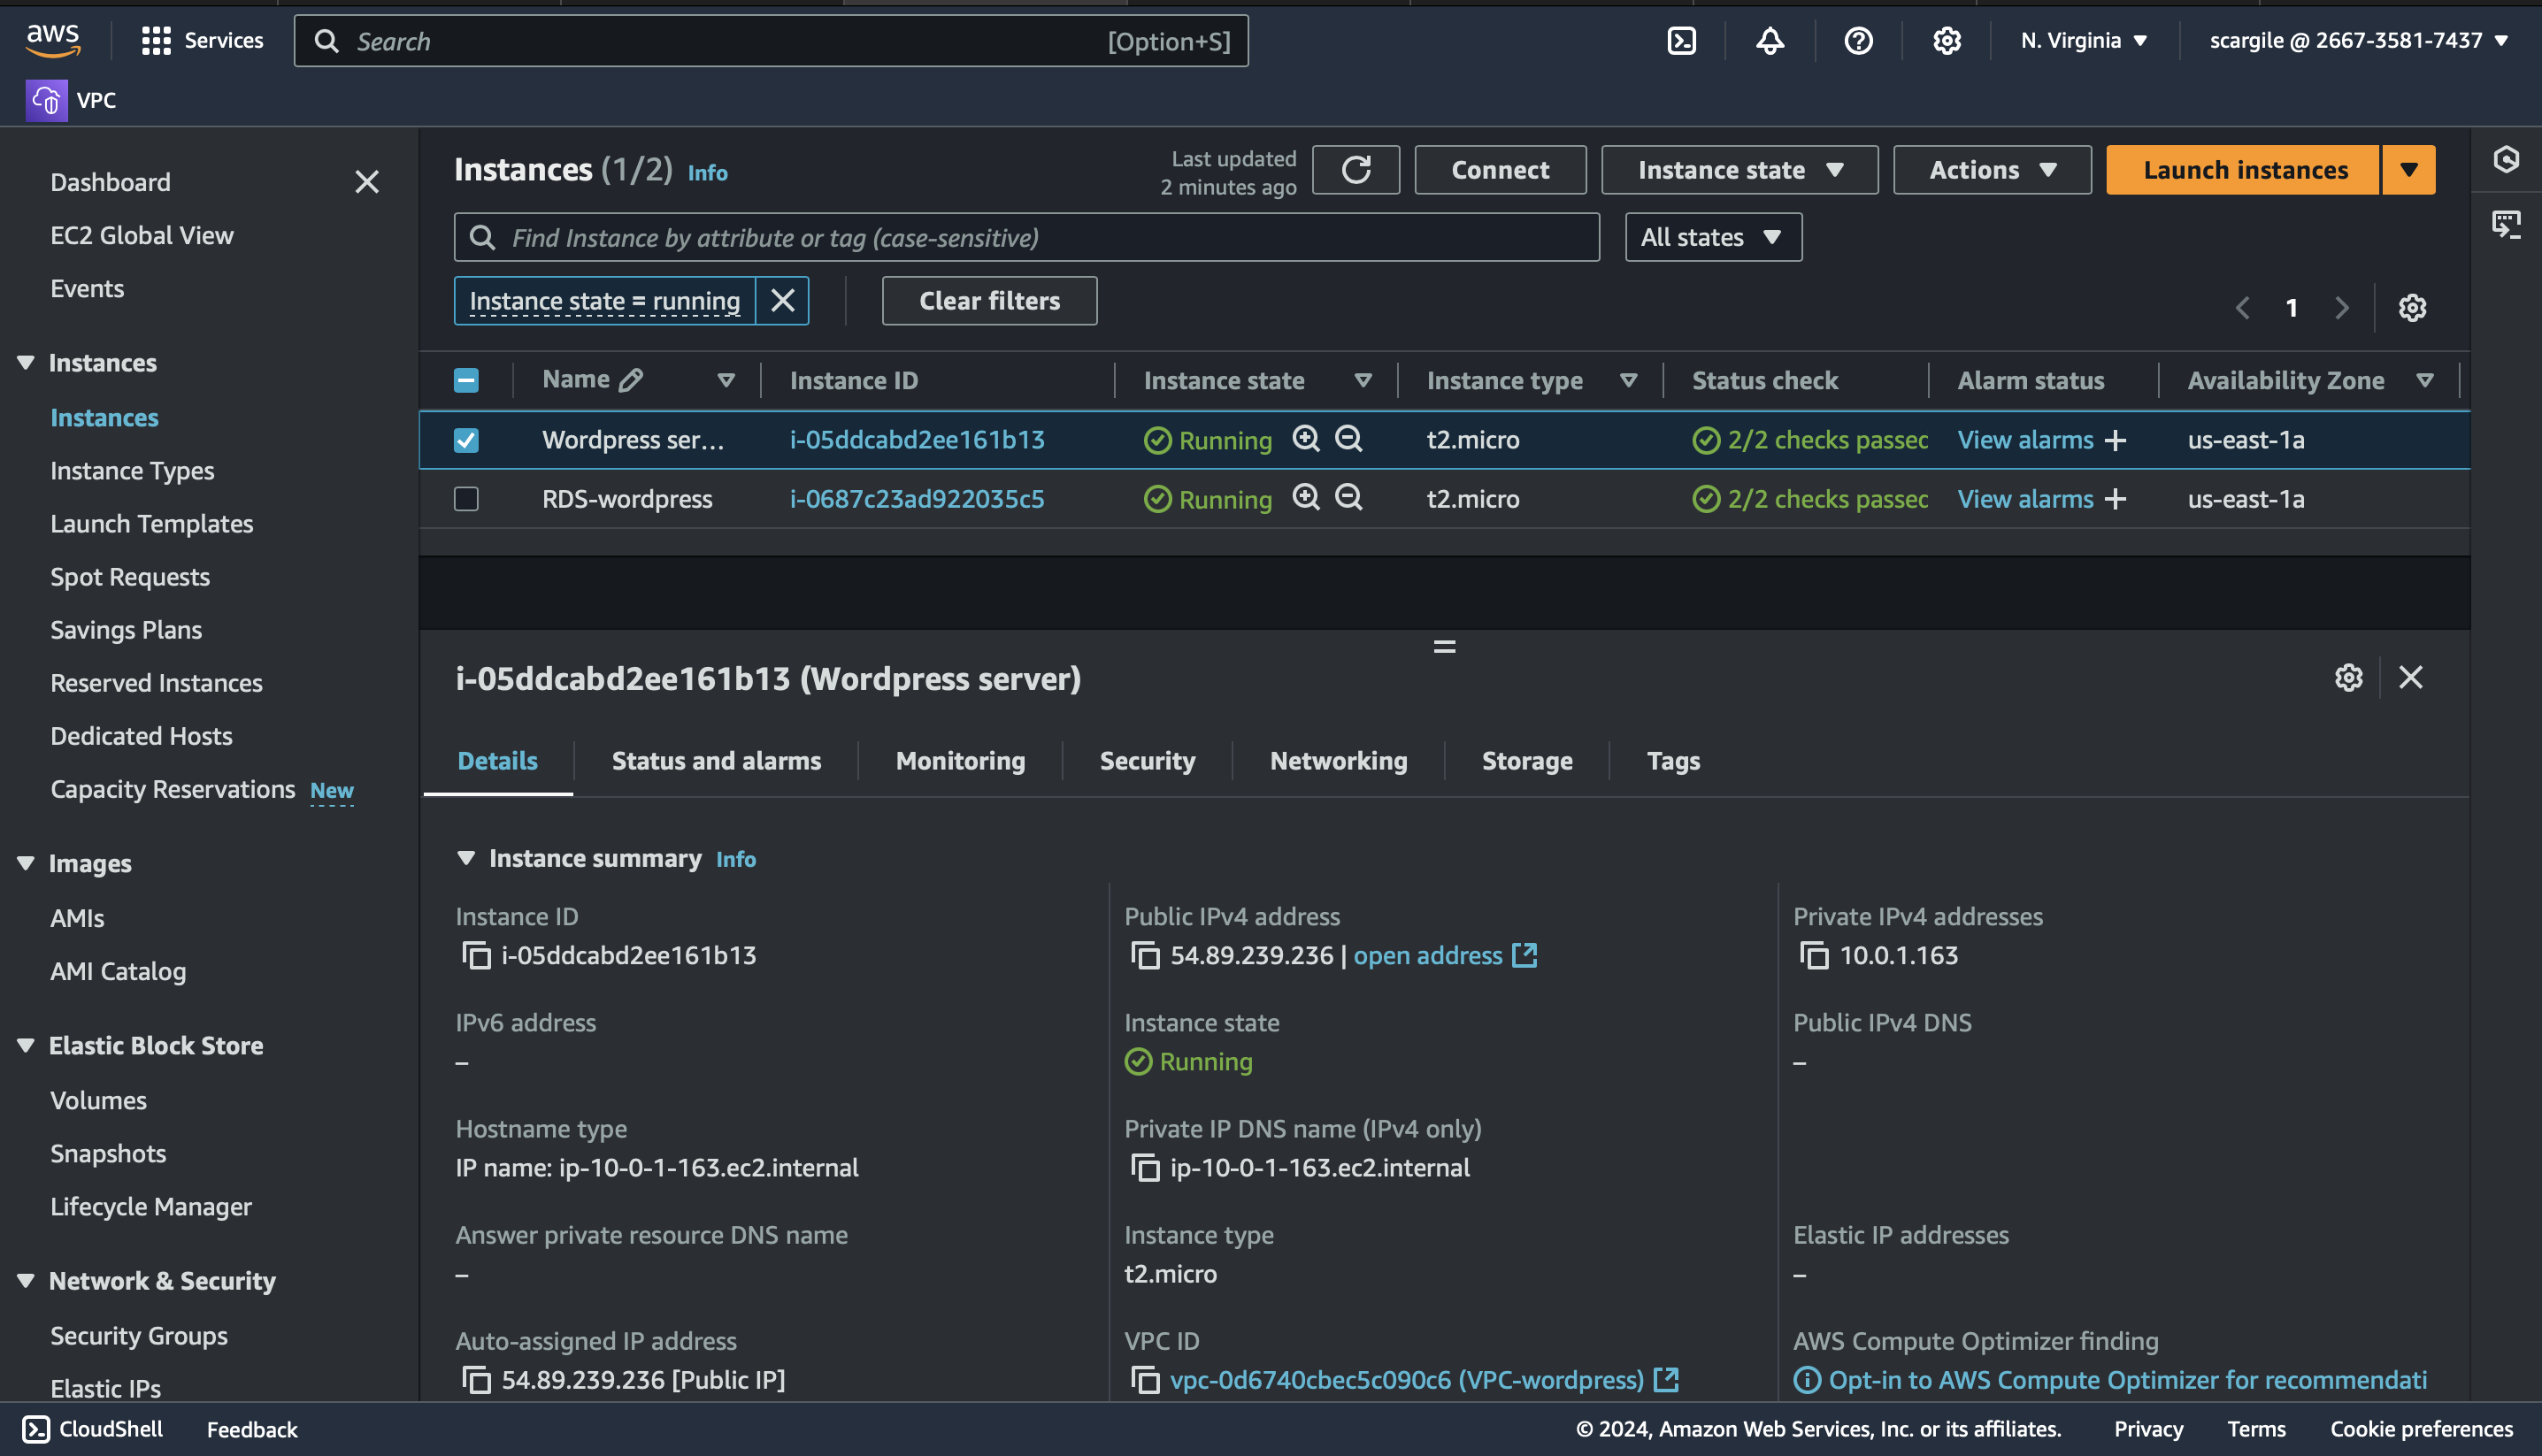 aws
Services
Search
[Option+S]
N. Virginia
scargile @ 2667-3581-7437
VPC
Dashboard
EC2 Global View
Events
Instances
Instances
Instance Types
Launch Templates
Spot Requests
Savings Plans
Reserved Instances
Dedicated Hosts
Capacity Reservations New
Images
AMIs
AMI Catalog
Elastic Block Store
Volumes
Snapshots
Lifecycle Manager
Network & Security
Security Groups
Elastic IPs
Instances (1/2) Info
Last updated
2 minutes ago
Connect
Instance state
Actions
Launch instances
Find Instance by attribute or tag (case-sensitive)
All states
Instance state = running
Clear filters
1
Name Instance ID Instance state Instance type Status check Alarm status Availability Zone
Wordpress ser... i-05ddcabd2ee161b13 Running t2.micro 2/2 checks passec View alarms us-east-1a
RDS-wordpress i-0687c23ad922035c5 Running t2.micro 2/2 checks passec View alarms us-east-1a
i-05ddcabd2ee161b13 (Wordpress server)
Details Status and alarms Monitoring Security Networking Storage Tags
Instance summary Info
Instance ID
i-05ddcabd2ee161b13
Public IPv4 address
54.89.239.236 | open address
Private IPv4 addresses
10.0.1.163
IPv6 address
–
Instance state
Running
Public IPv4 DNS
–
Hostname type
IP name: ip-10-0-1-163.ec2.internal
Private IP DNS name (IPv4 only)
ip-10-0-1-163.ec2.internal
Answer private resource DNS name
–
Instance type
t2.micro
Elastic IP addresses
–
Auto-assigned IP address
54.89.239.236 [Public IP]
VPC ID
vpc-0d6740cbec5c090c6 (VPC-wordpress)
AWS Compute Optimizer finding
Opt-in to AWS Compute Optimizer for recommendati
CloudShell
Feedback
© 2024, Amazon Web Services, Inc. or its affiliates.
Privacy
Terms
Cookie preferences